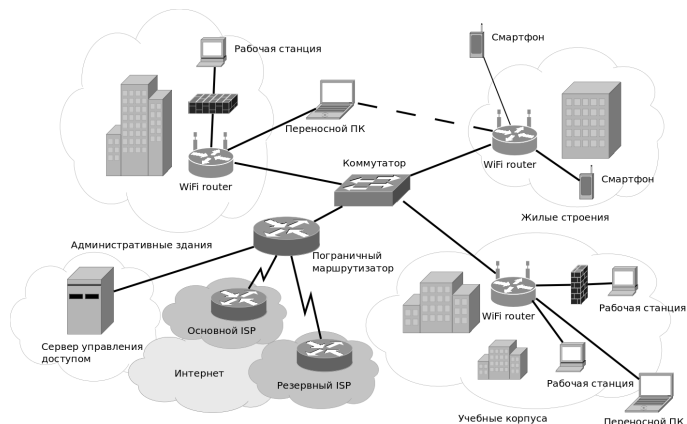 Рабочая станция
Смартфон
Переносной ПК
Коммутатор
WiFi router
WiFi router
Смартфон
Жилые строения
Административные здания
Пограничный
маршрутизатор
Сервер управления
доступом
Основной ISP
Интернет
Резервный ISP
WiFi router
Рабочая станция
Рабочая станция
Учебные корпуса
Переносной ПК